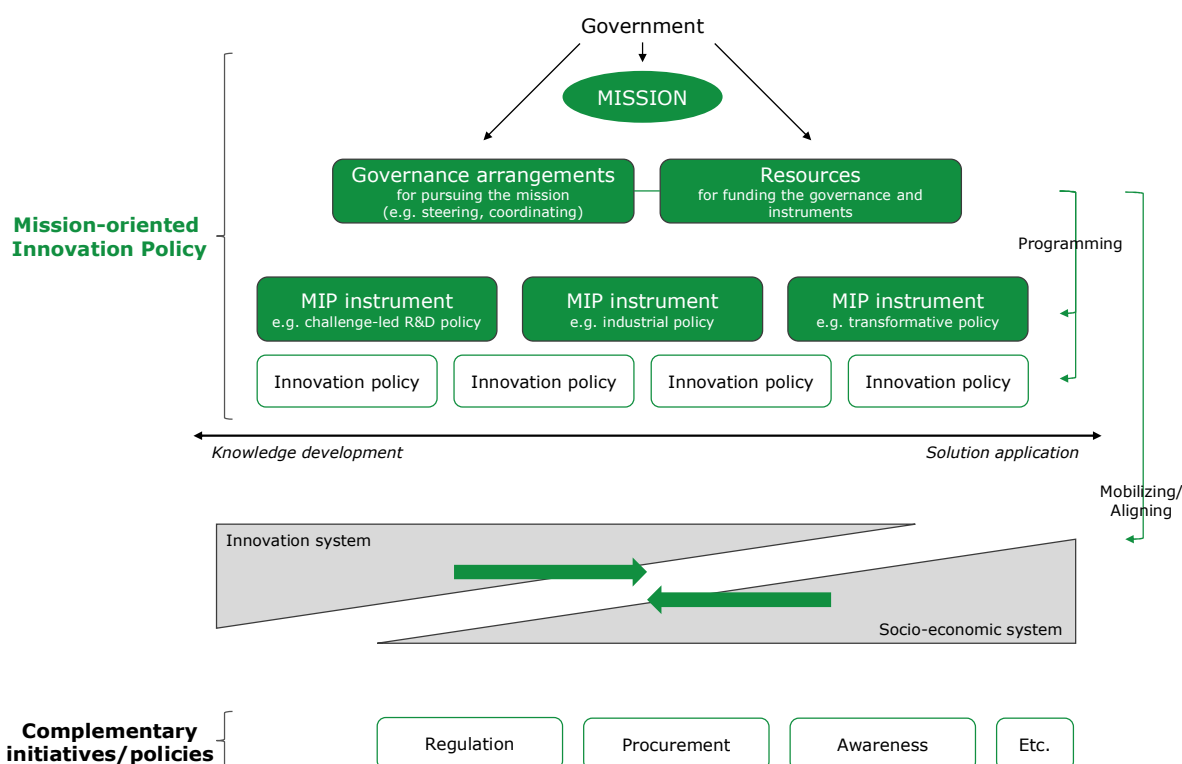 Government
MISSION
Governance arrangements
for pursuing the mission
(e.g. steering, coordinating)
Resources
for funding the governance and
instruments
Mission-oriented
Innovation Policy
Programming
MIP instrument
e.g. challenge-led R&D policy
MIP instrument
e.g. industrial policy
MIP instrument
e.g. transformative policy
Innovation policy
Innovation policy
Innovation policy
Innovation policy
Knowledge development
Solution application
Mobilizing/
Aligning
Innovation system
Socio-economic system
Complementary
initiatives/policies
Regulation
Procurement
Awareness
Etc.